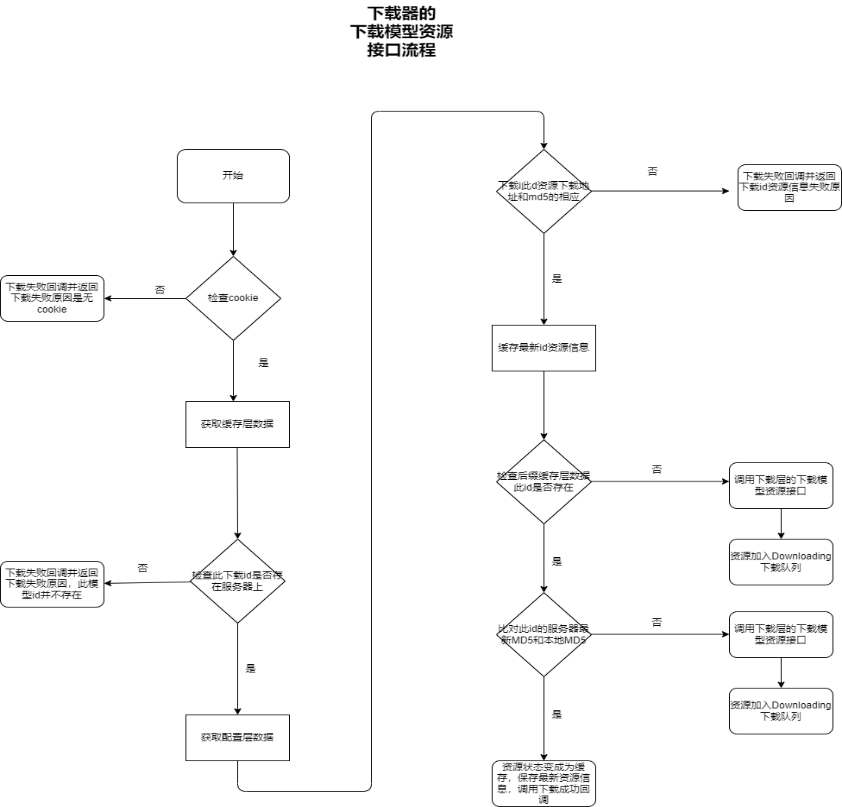 下载器的
下载模型资源
接口流程
开始
检查cookie
否
下载失败回调并返回
下载失败原因是无
cookie
是
获取缓存层数据
检查此下载id是否存
在服务器上
否
下载失败回调并返回
下载失败原因，此模
型id并不存在
是
获取配置层数据
下载i此d资源下载地
址和md5的相应
否
下载失败回调并返回
下载id资源信息失败原
因
是
缓存最新id资源信息
检查后缀缓存层数据
此id是否存在
否
调用下载层的下载模
型资源接口
资源加入Downloading
下载队列
是
比对此id的服务器最
新MD5和本地MD5
否
调用下载层的下载模
型资源接口
资源加入Downloading
下载队列
是
资源状态变成为缓
存，保存最新资源信
息，调用下载成功回
调